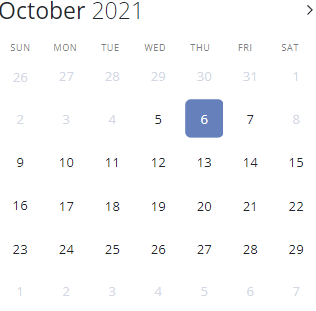 October 2021
SUN MON TUE WED THU FRI SAT
26 27 28 29 30 31 1
2 3 4 5 6 7 8
9 10 11 12 13 14 15
16 17 18 19 20 21 22
23 24 25 26 27 28 29
1 2 3 4 5 6 7